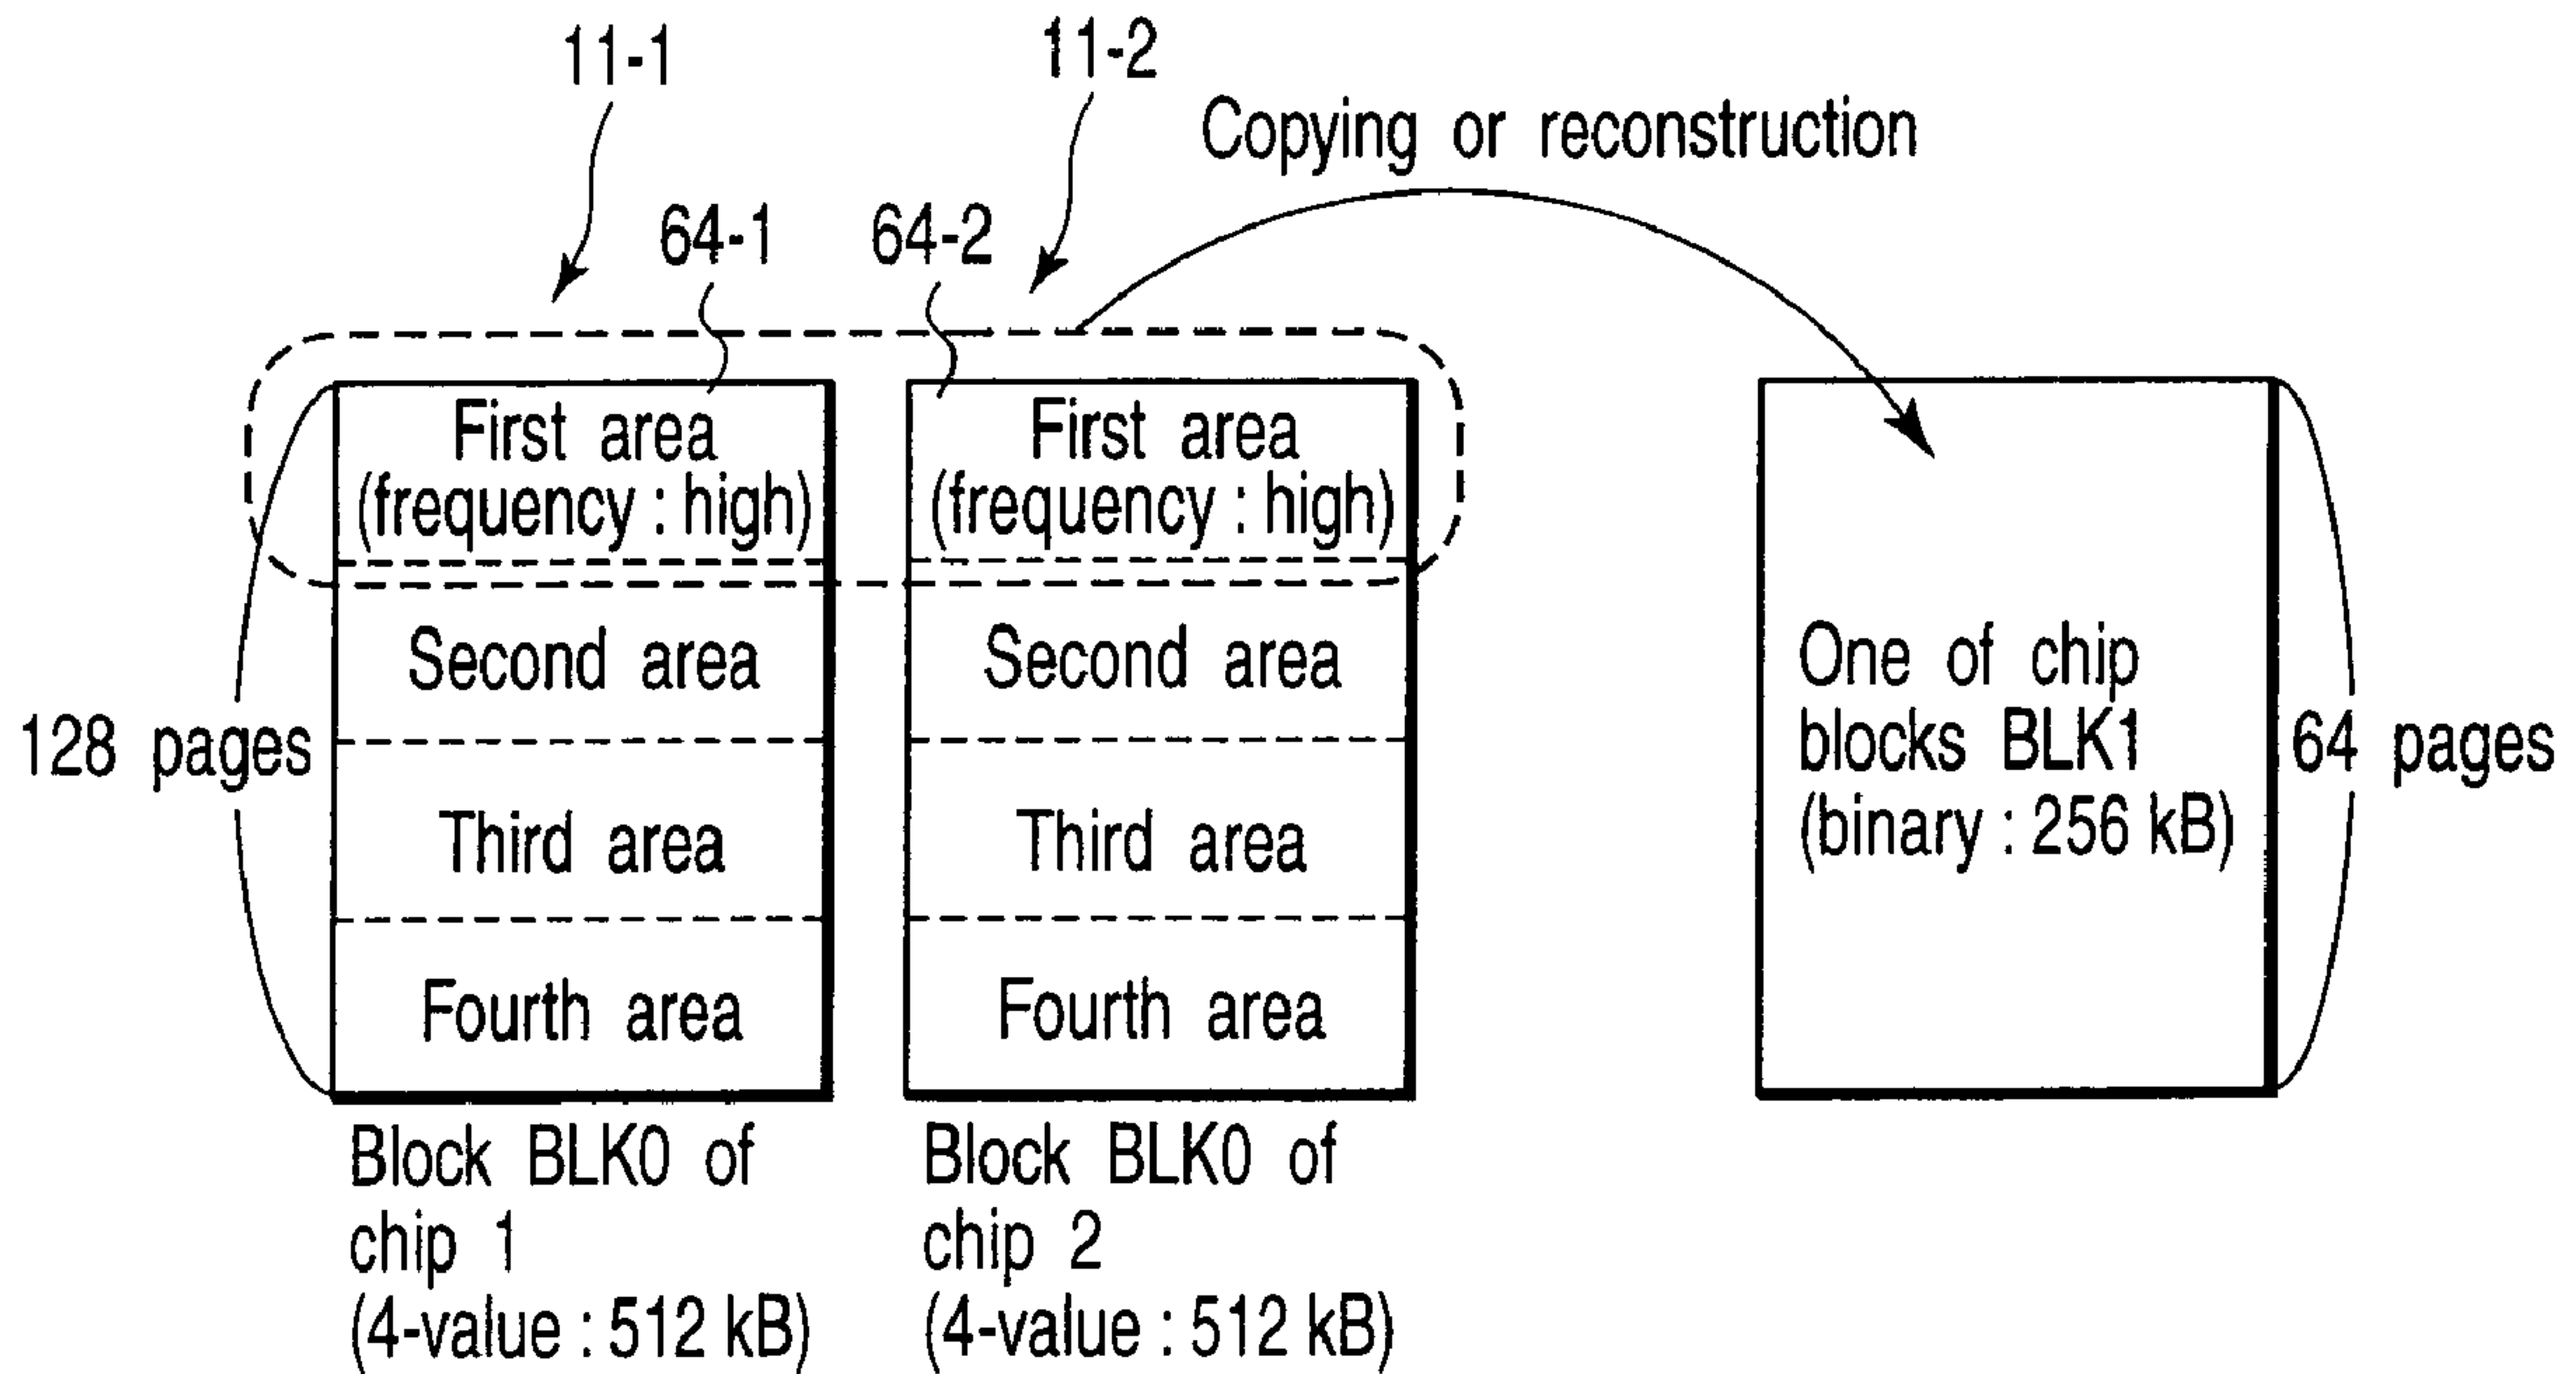 11-1
11-2
Copying or reconstruction
64-1
64-2
First area
(frequency : high)
First area
(frequency : high)
Second area
Second area
128 pages
Third area
Third area
Fourth area
Fourth area
One of chip
blocks BLK1
(binary : 256 kB)
64 pages
Block BLK0 of
chip 1
(4-value : 512 kB)
Block BLK0 of
chip 2
(4-value : 512 kB)